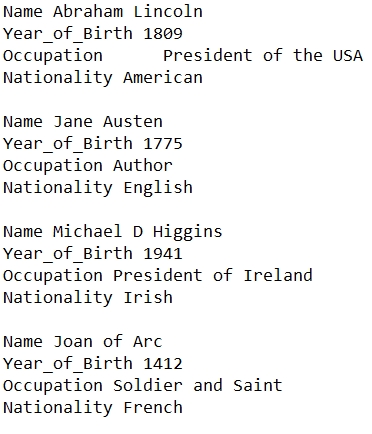 Name Abraham Lincoln
Year_of_Birth 1809
Occupation      President of the USA
Nationality American

Name Jane Austen
Year_of_Birth 1775
Occupation Author
Nationality English

Name Michael D Higgins
Year_of_Birth 1941
Occupation President of Ireland
Nationality Irish

Name Joan of Arc
Year_of_Birth 1412
Occupation Soldier and Saint
Nationality French